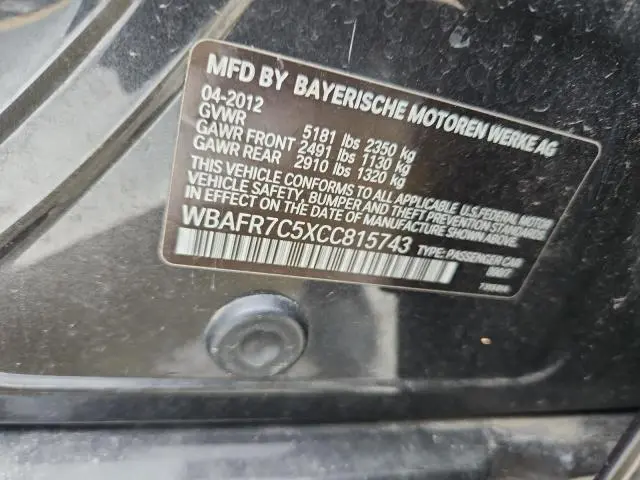 MFD BY BAYERISCHE MOTOREN WERKE AG
04-2012
GVWR 5181 lbs 2350 kg
GAWR FRONT 2491 lbs 1130 kg
GAWR REAR 2910 lbs 1320 kg
THIS VEHICLE CONFORMS TO ALL APPLICABLE U.S. FEDERAL MOTOR
VEHICLE SAFETY, BUMPER AND THEFT PREVENTION STANDARDS
IN EFFECT ON THE DATE OF MANUFACTURE SHOWN ABOVE.
WBAFR7C5XCC815743 TYPE: PASSENGER CAR